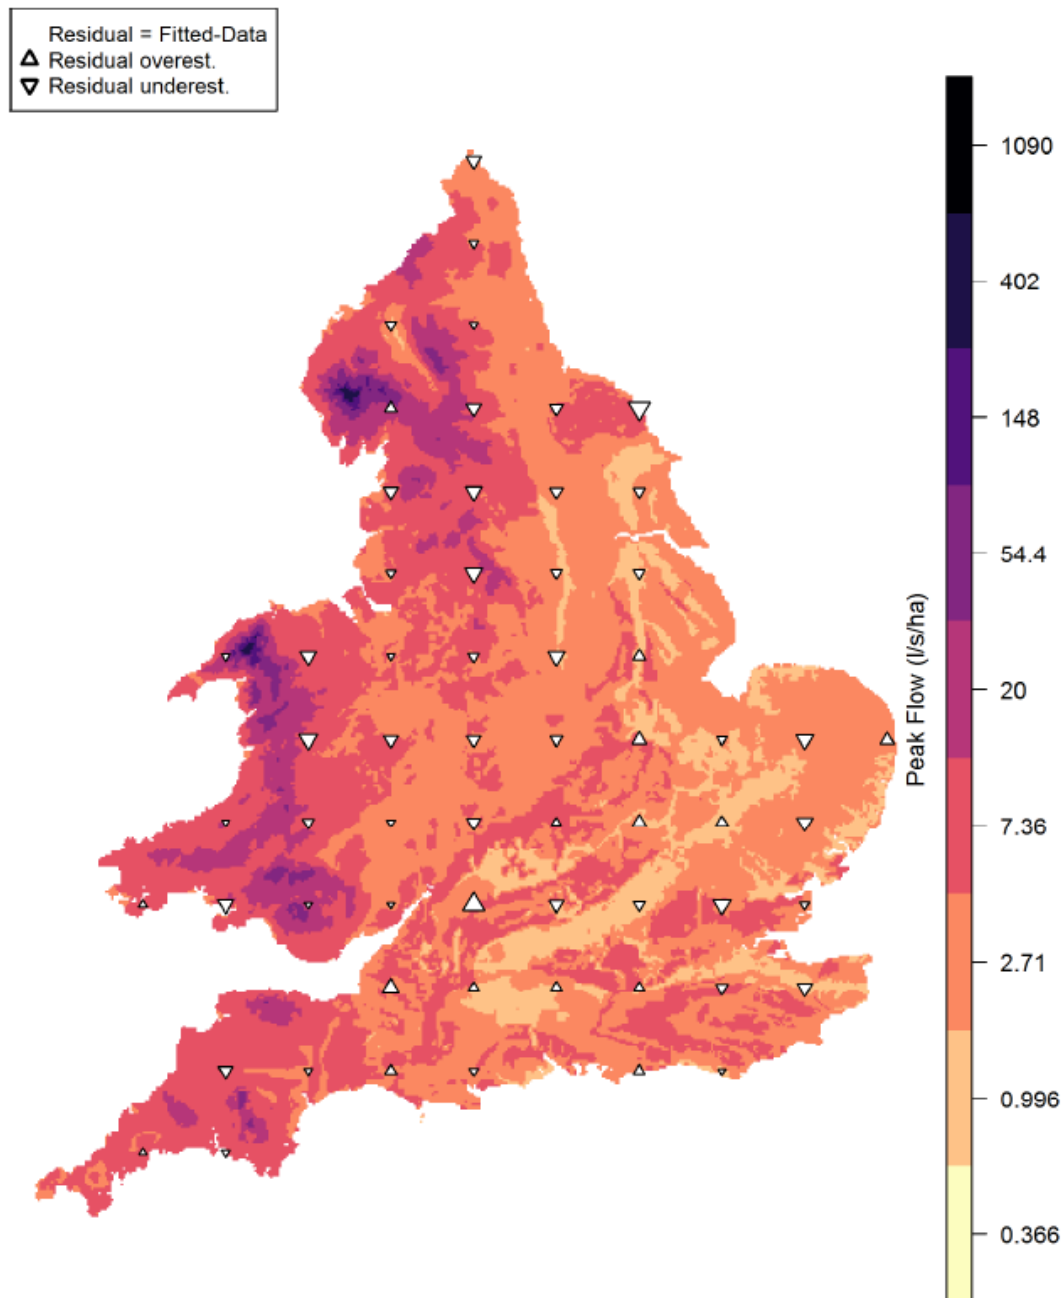 Residual = Fitted-Data
Residual overest.
Residual underest.
1090
402
148
54.4
20
7.36
2.71
0.996
0.366
Peak Flow (l/s/ha)